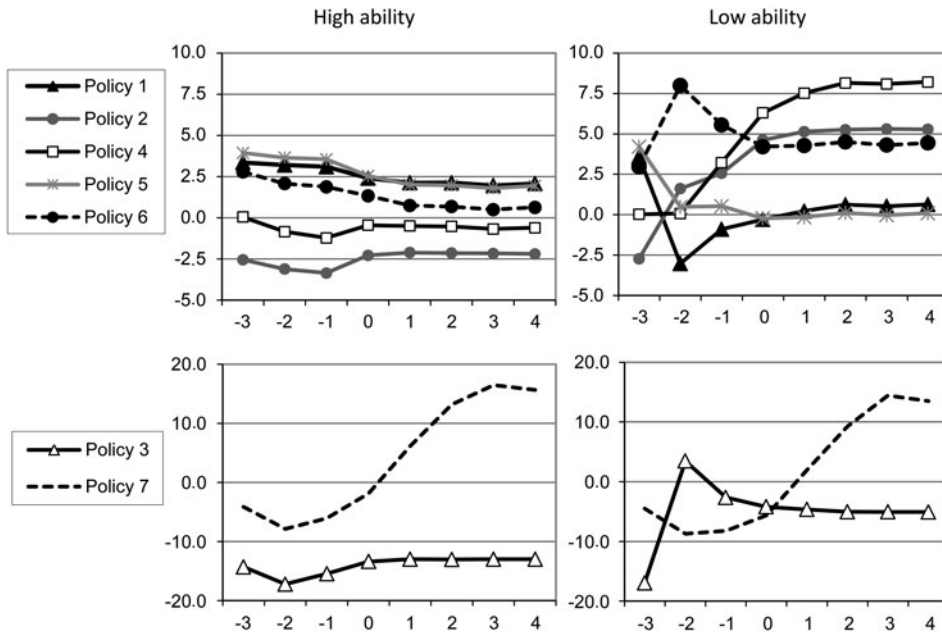 High ability
Low ability
Policy 1
Policy 2
Policy 4
Policy 5
Policy 6
10.0
7.5
5.0
2.5
0.0
-2.5
-5.0
-3 -2 -1 0 1 2 3 4
10.0
7.5
5.0
2.5
0.0
-2.5
-5.0
-3 -2 -1 0 1 2 3 4
Policy 3
Policy 7
20.0
10.0
0.0
-10.0
-20.0
-3 -2 -1 0 1 2 3 4
20.0
10.0
0.0
-10.0
-20.0
-3 -2 -1 0 1 2 3 4